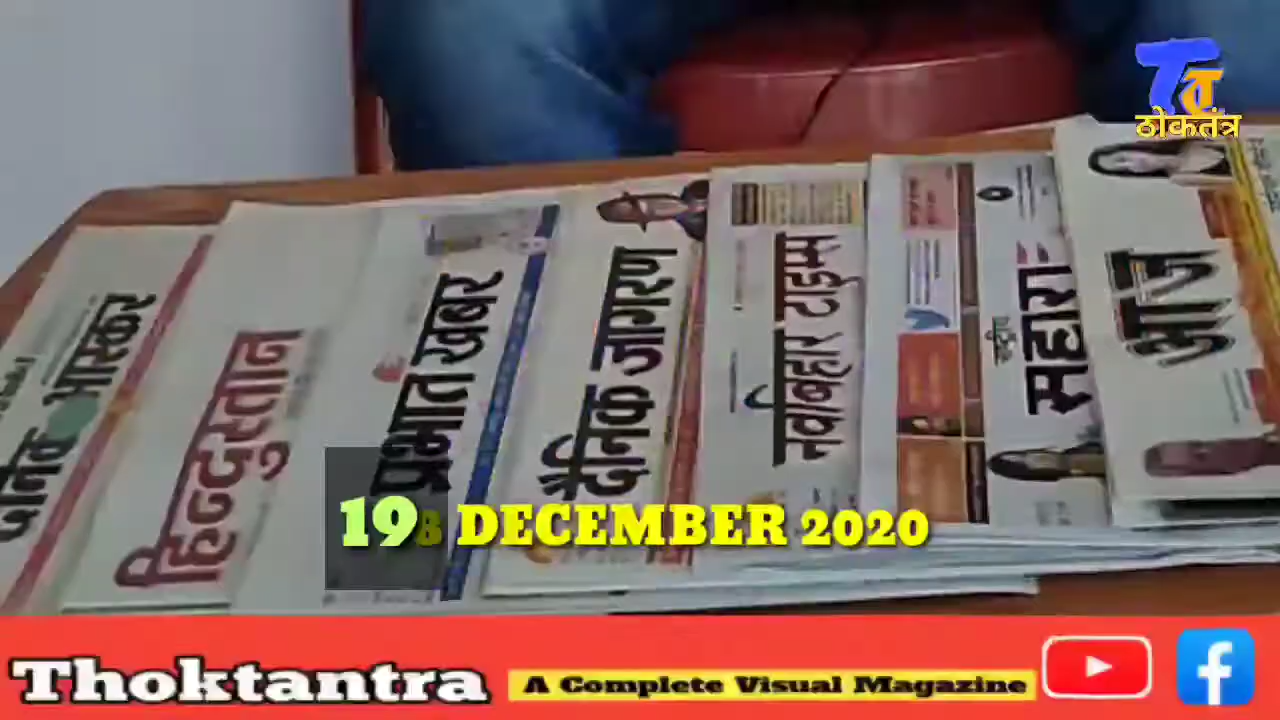 ठोकतंत्र
भास्कर
हिन्दुस्तान
प्रभात खबर
दैनिक जागरण
नवबिहार टाइम्स
सहारा
आज
19 DECEMBER 2020
Thoktantra
A Complete Visual Magazine